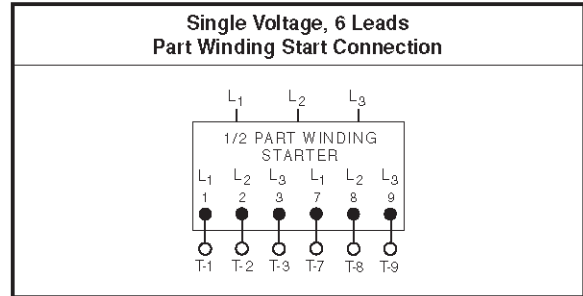 Single Voltage, 6 Leads
Part Winding Start Connection
L1 L2 L3
1/2 PART WINDING
STARTER
L1 L2 L3 L1 L2 L3
1 2 3 7 8 9
T-1 T-2 T-3 T-7 T-8 T-9